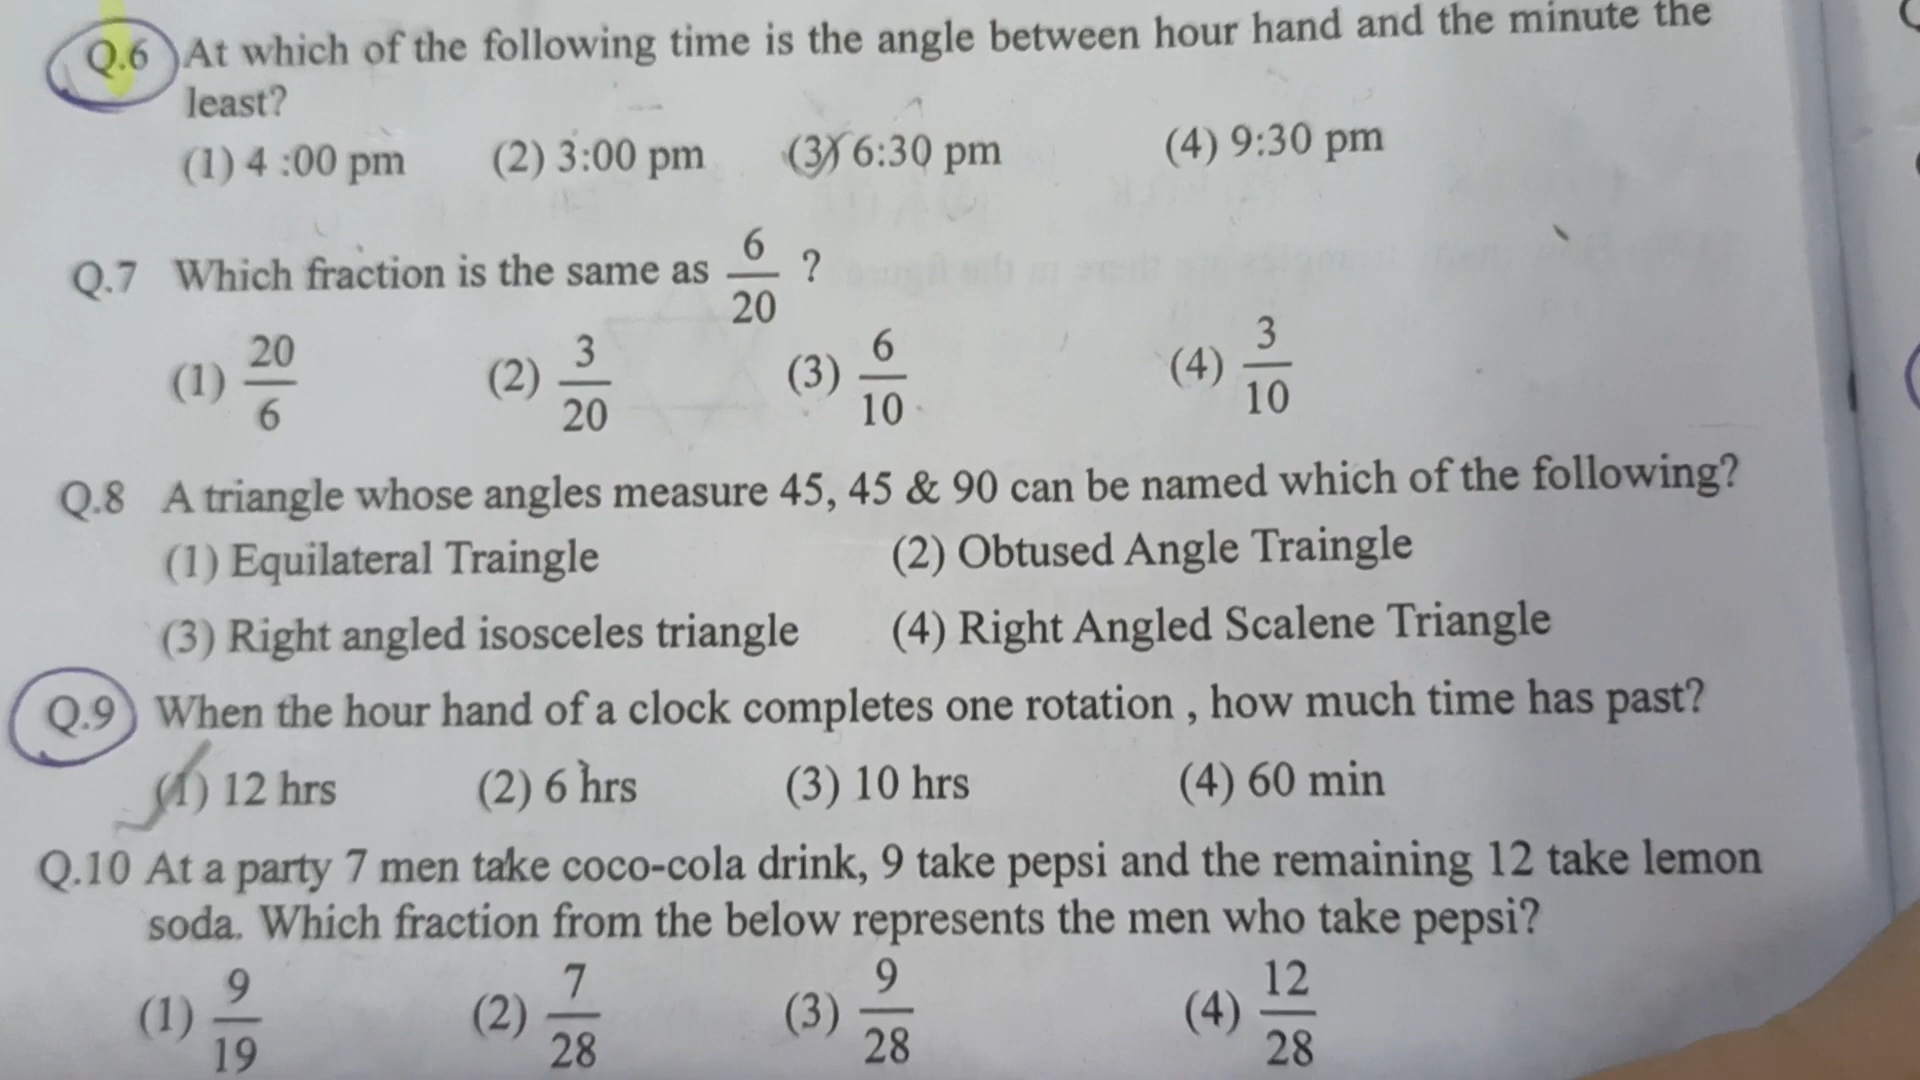 Q.6 At which of the following time is the angle between hour hand and the minute the
least?
(1) 4 :00 pm (2) 3:00 pm (3) 6:30 pm (4) 9:30 pm
Q.7 Which fraction is the same as 6/20 ?
(1) 20/6 (2) 3/20 (3) 6/10 (4) 3/10
Q.8 A triangle whose angles measure 45, 45 & 90 can be named which of the following?
(1) Equilateral Traingle (2) Obtused Angle Traingle
(3) Right angled isosceles triangle (4) Right Angled Scalene Triangle
Q.9 When the hour hand of a clock completes one rotation , how much time has past?
(1) 12 hrs (2) 6 hrs (3) 10 hrs (4) 60 min
Q.10 At a party 7 men take coco-cola drink, 9 take pepsi and the remaining 12 take lemon
soda. Which fraction from the below represents the men who take pepsi?
(1) 9/19 (2) 7/28 (3) 9/28 (4) 12/28